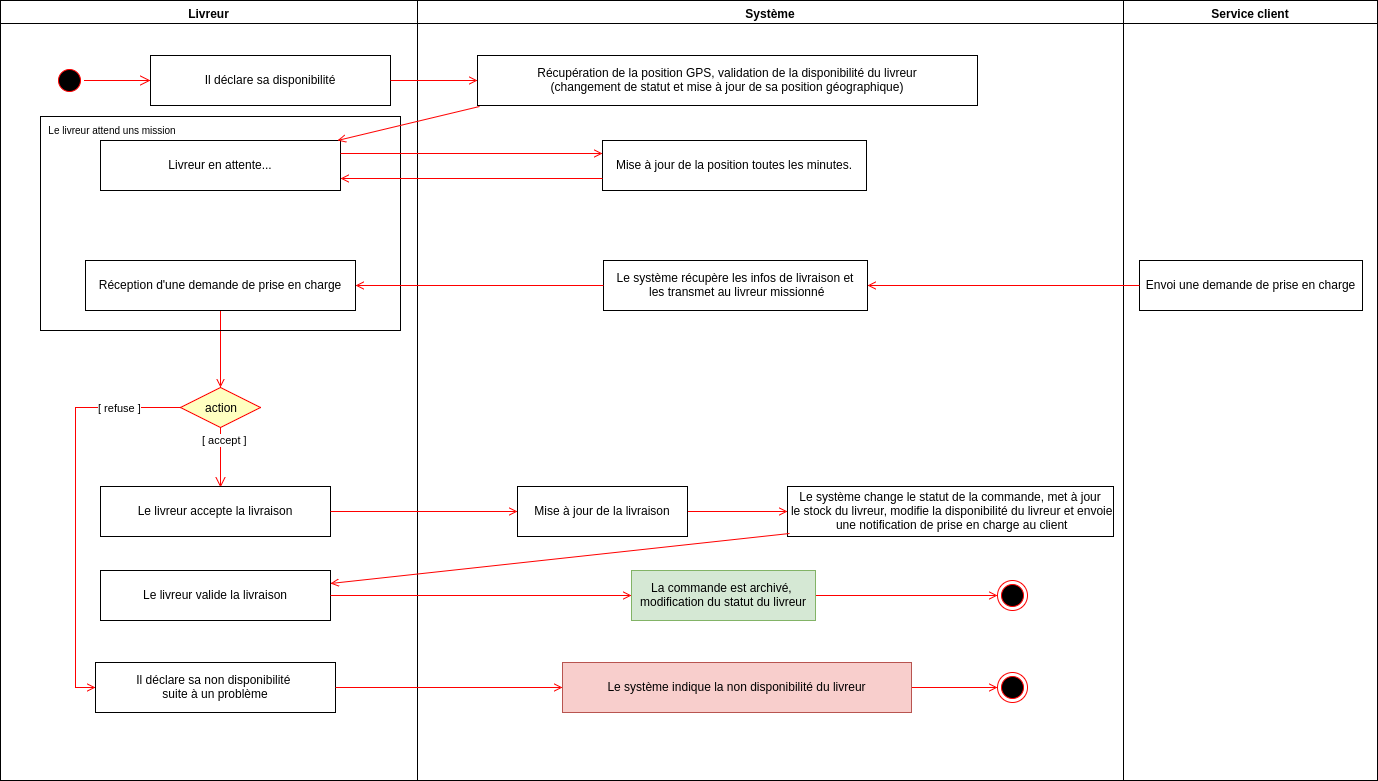 Livreur
Système
Service client
Il déclare sa disponibilité
Récupération de la position GPS, validation de la disponibilité du livreur
(changement de statut et mise à jour de sa position géographique)
Le livreur attend uns mission
Livreur en attente...
Mise à jour de la position toutes les minutes.
Réception d'une demande de prise en charge
Le système récupère les infos de livraison et
les transmet au livreur missionné
Envoi une demande de prise en charge
[ refuse ]
action
[ accept ]
Le livreur accepte la livraison
Mise à jour de la livraison
Le système change le statut de la commande, met à jour
le stock du livreur, modifie la disponibilité du livreur et envoie
une notification de prise en charge au client
Le livreur valide la livraison
La commande est archivé,
modification du statut du livreur
Il déclare sa non disponibilité
suite à un problème
Le système indique la non disponibilité du livreur